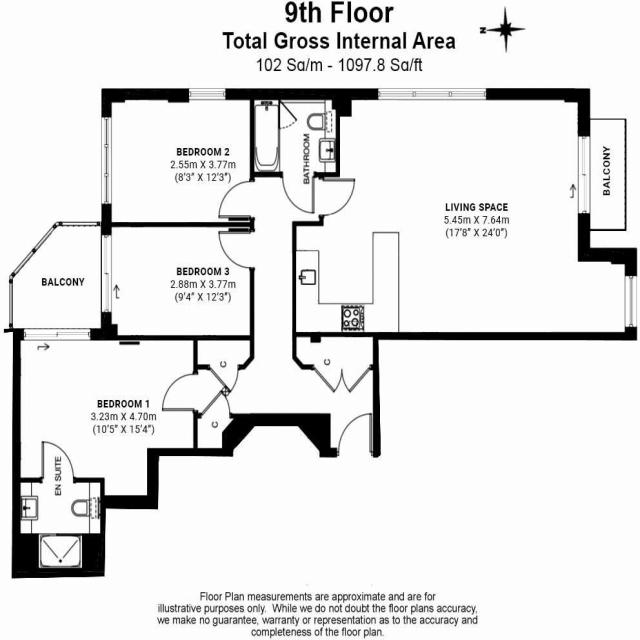 9th Floor
Total Gross Internal Area
102 Sq/m - 1097.8 Sq/ft
N
BEDROOM 2
2.55m X 3.77m
(8'3" X 12'3")
BATHROOM
LIVING SPACE
5.45m X 7.64m
(17'8" X 24'0")
BALCONY
BALCONY
BEDROOM 3
2.88m X 3.77m
(9'4" X 12'3")
C
C
C
BEDROOM 1
3.23m X 4.70m
(10'5" X 15'4")
EN SUITE
Floor Plan measurements are approximate and are for
illustrative purposes only. While we do not doubt the floor plans accuracy,
we make no guarantee, warranty or representation as to the accuracy and
completeness of the floor plan.